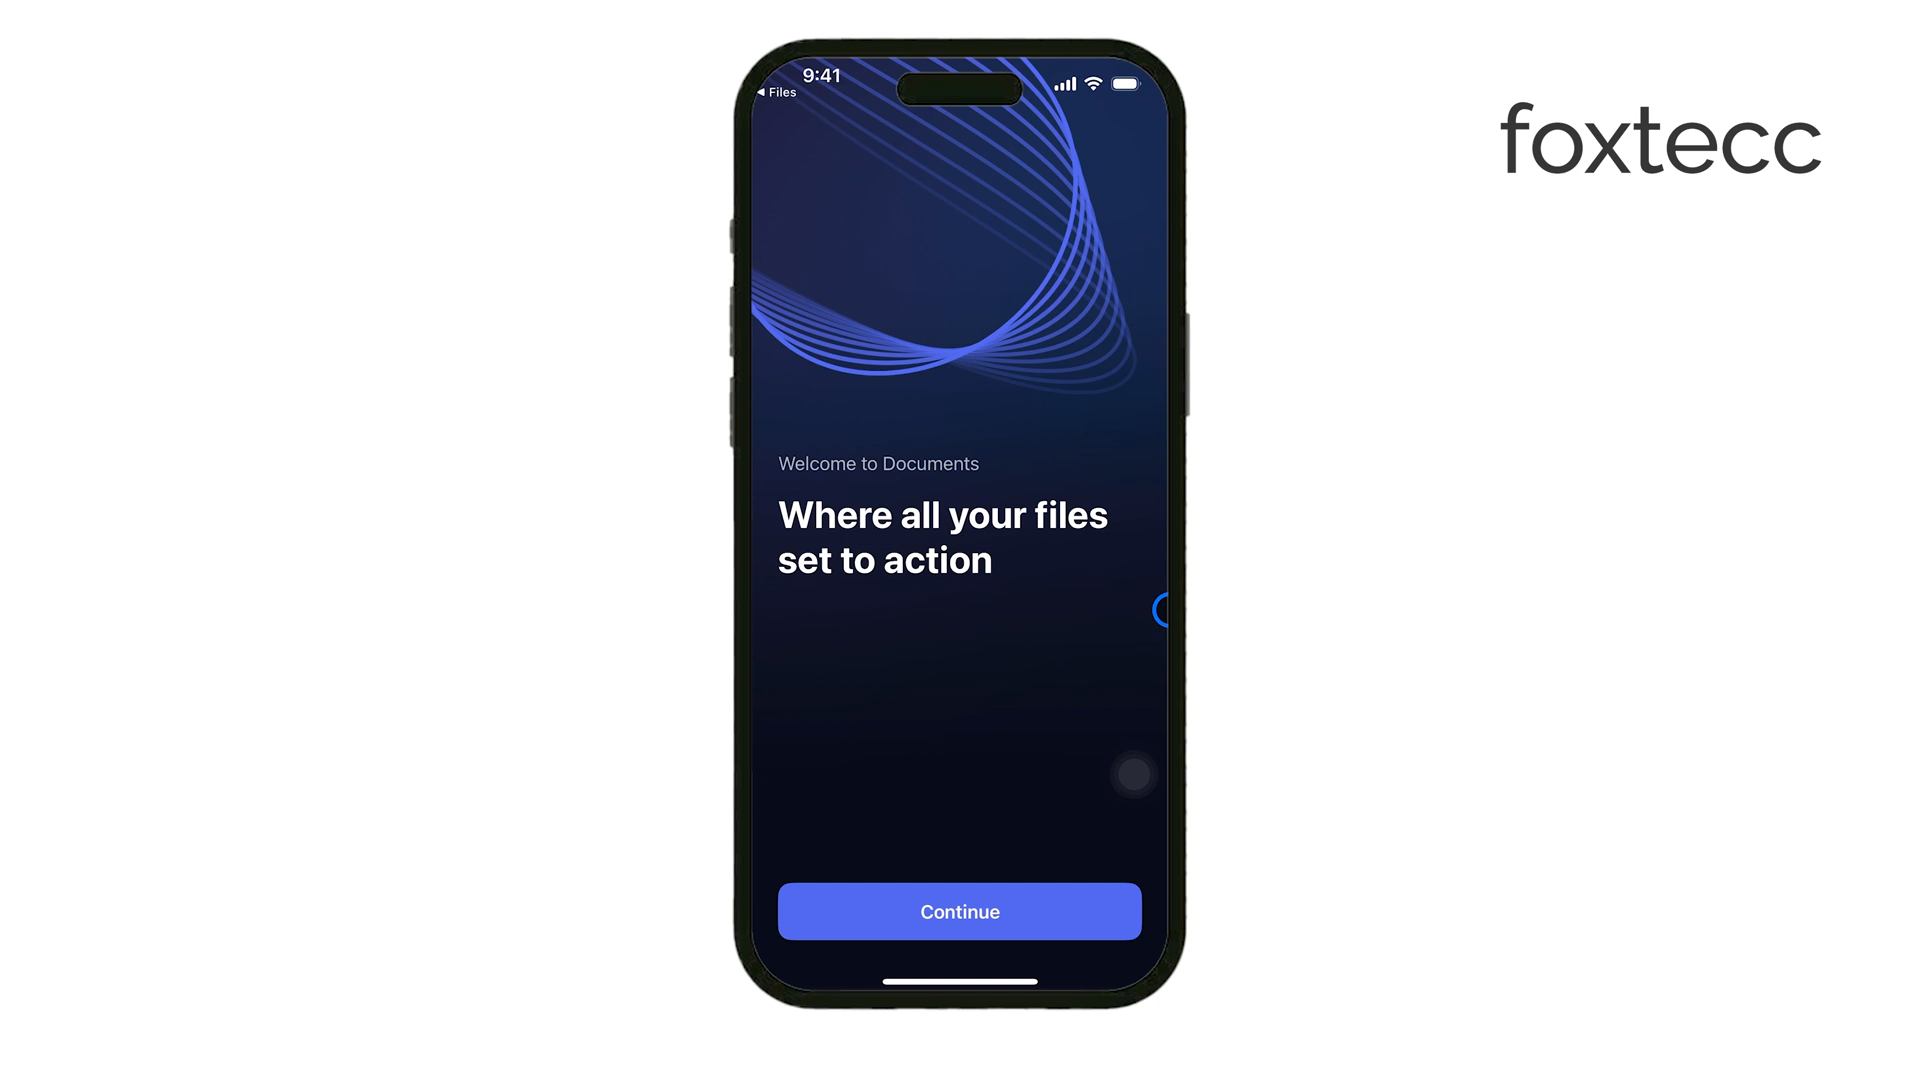 9:41
◀ Files
foxtecc
Welcome to Documents
Where all your files
set to action
Continue